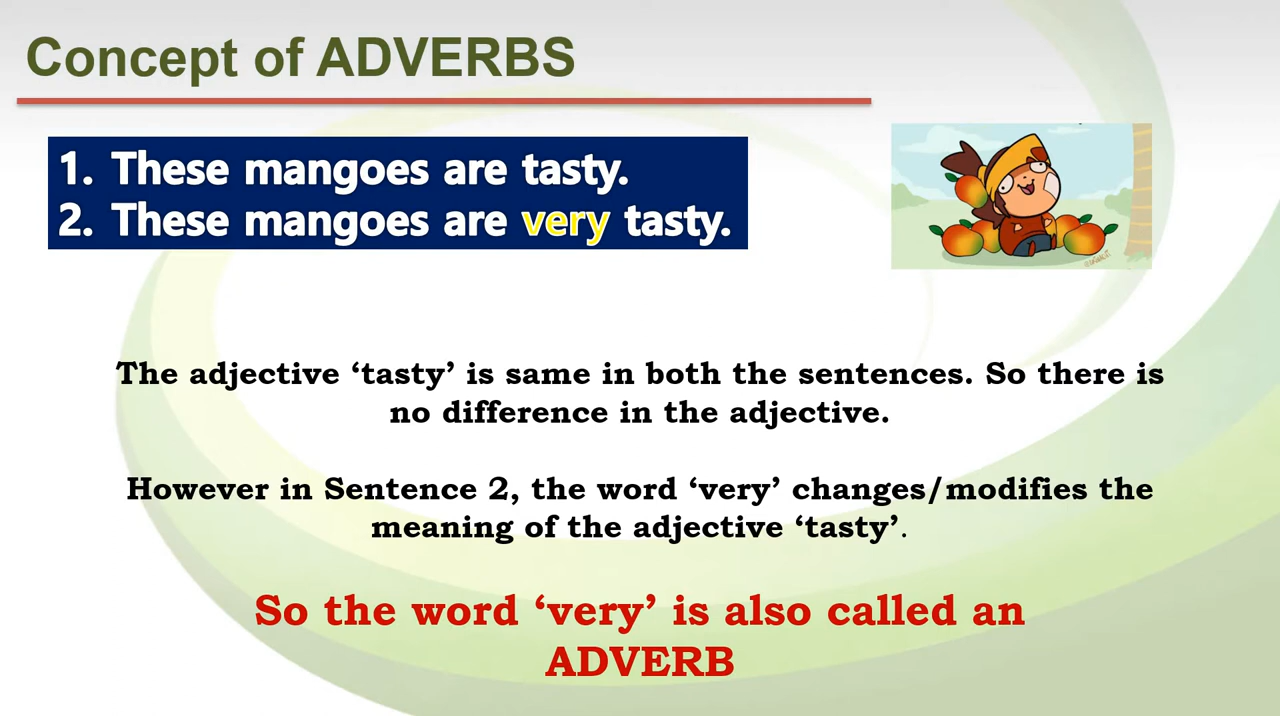 Concept of ADVERBS
1. These mangoes are tasty.
2. These mangoes are very tasty.
The adjective ‘tasty’ is same in both the sentences. So there is
no difference in the adjective.
However in Sentence 2, the word ‘very’ changes/modifies the
meaning of the adjective ‘tasty’.
So the word ‘very’ is also called an
ADVERB